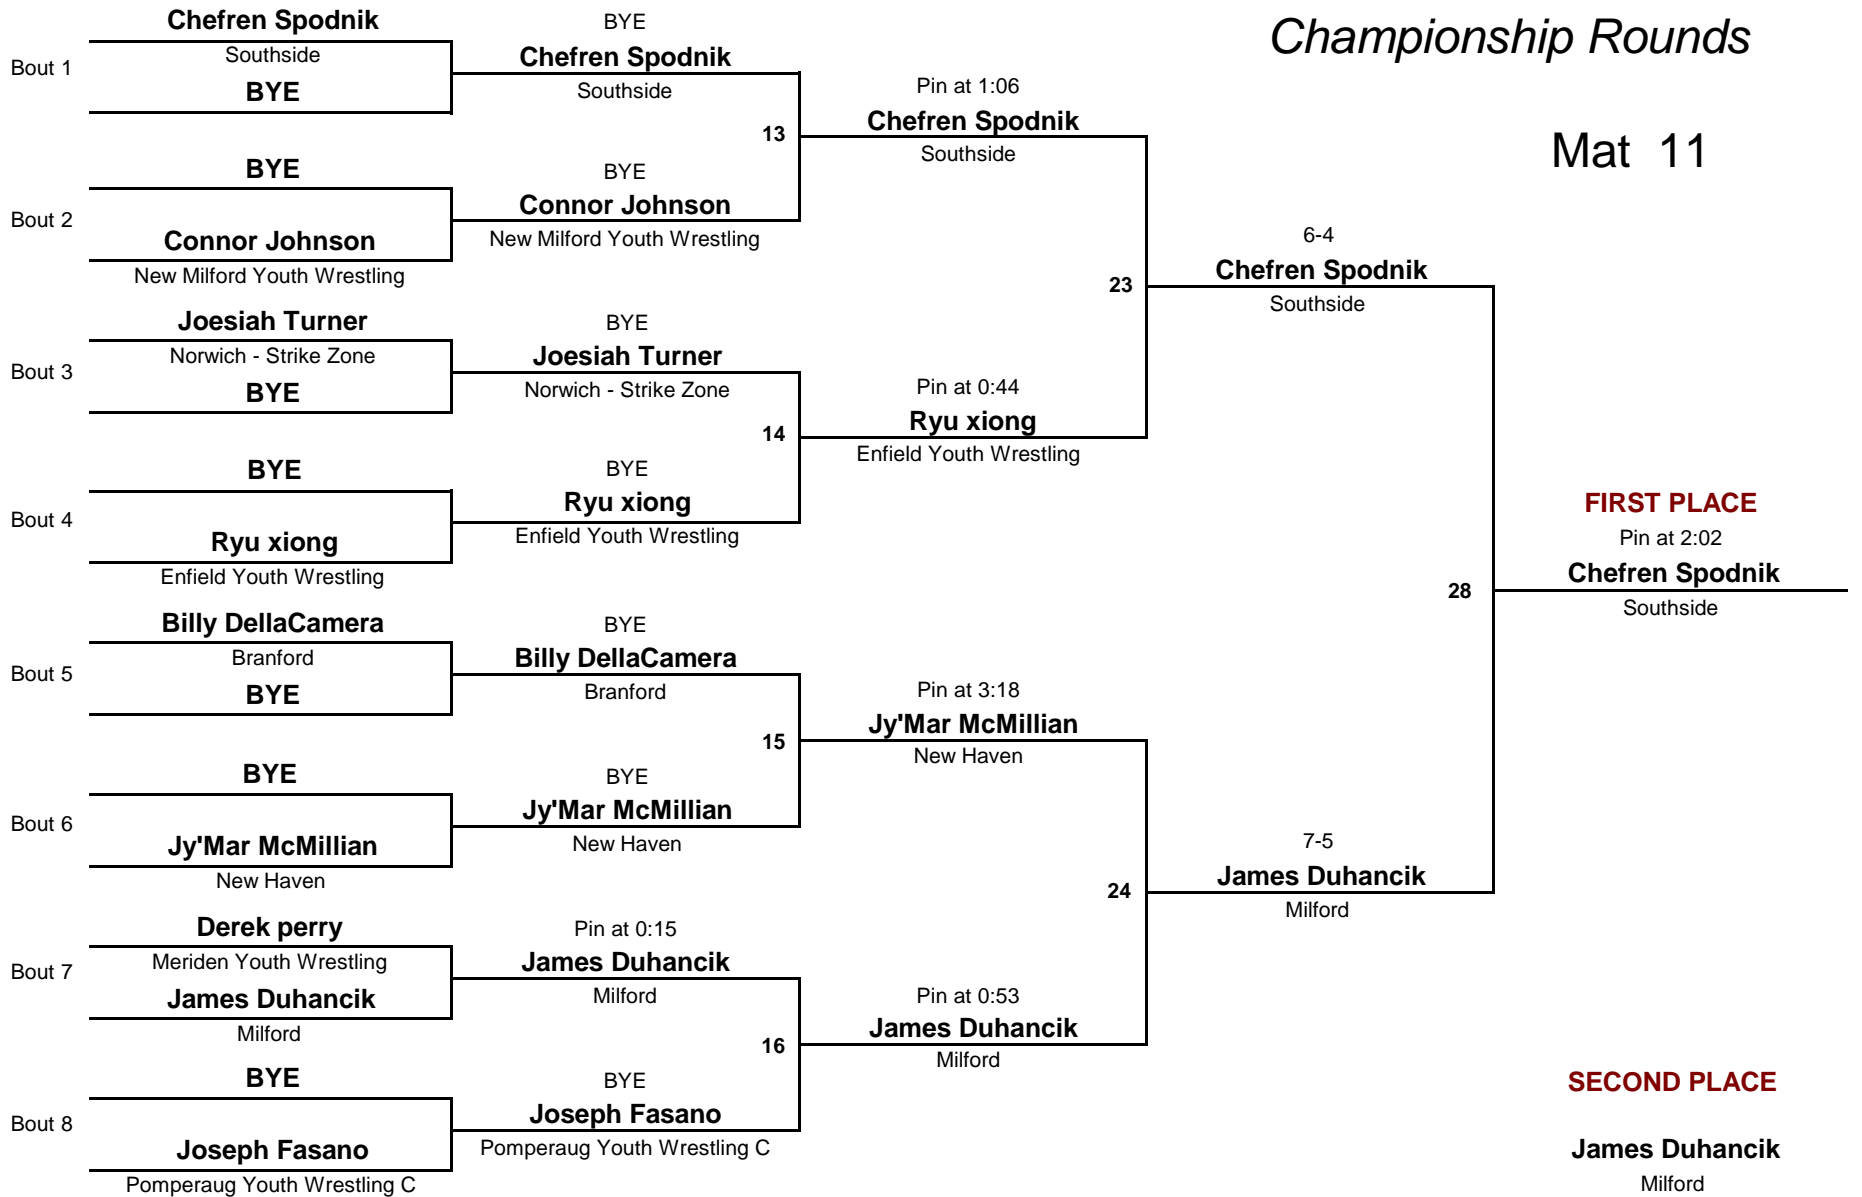 Championship Rounds
Mat 11
Bout 1
Chefren Spodnik
Southside
BYE
Bout 2
BYE
Connor Johnson
New Milford Youth Wrestling
Bout 3
Joesiah Turner
Norwich - Strike Zone
BYE
Bout 4
BYE
Ryu xiong
Enfield Youth Wrestling
Bout 5
Billy DellaCamera
Branford
BYE
Bout 6
BYE
Jy'Mar McMillian
New Haven
Bout 7
Derek perry
Meriden Youth Wrestling
James Duhancik
Milford
Bout 8
BYE
Joseph Fasano
Pomperaug Youth Wrestling C
BYE
Chefren Spodnik
Southside
13
BYE
Connor Johnson
New Milford Youth Wrestling
BYE
Joesiah Turner
Norwich - Strike Zone
14
BYE
Ryu xiong
Enfield Youth Wrestling
BYE
Billy DellaCamera
Branford
15
BYE
Jy'Mar McMillian
New Haven
Pin at 0:15
James Duhancik
Milford
16
BYE
Joseph Fasano
Pomperaug Youth Wrestling C
Pin at 1:06
Chefren Spodnik
Southside
23
Pin at 0:44
Ryu xiong
Enfield Youth Wrestling
Pin at 3:18
Jy'Mar McMillian
New Haven
24
Pin at 0:53
James Duhancik
Milford
6-4
Chefren Spodnik
Southside
28
7-5
James Duhancik
Milford
FIRST PLACE
Pin at 2:02
Chefren Spodnik
Southside
SECOND PLACE
James Duhancik
Milford